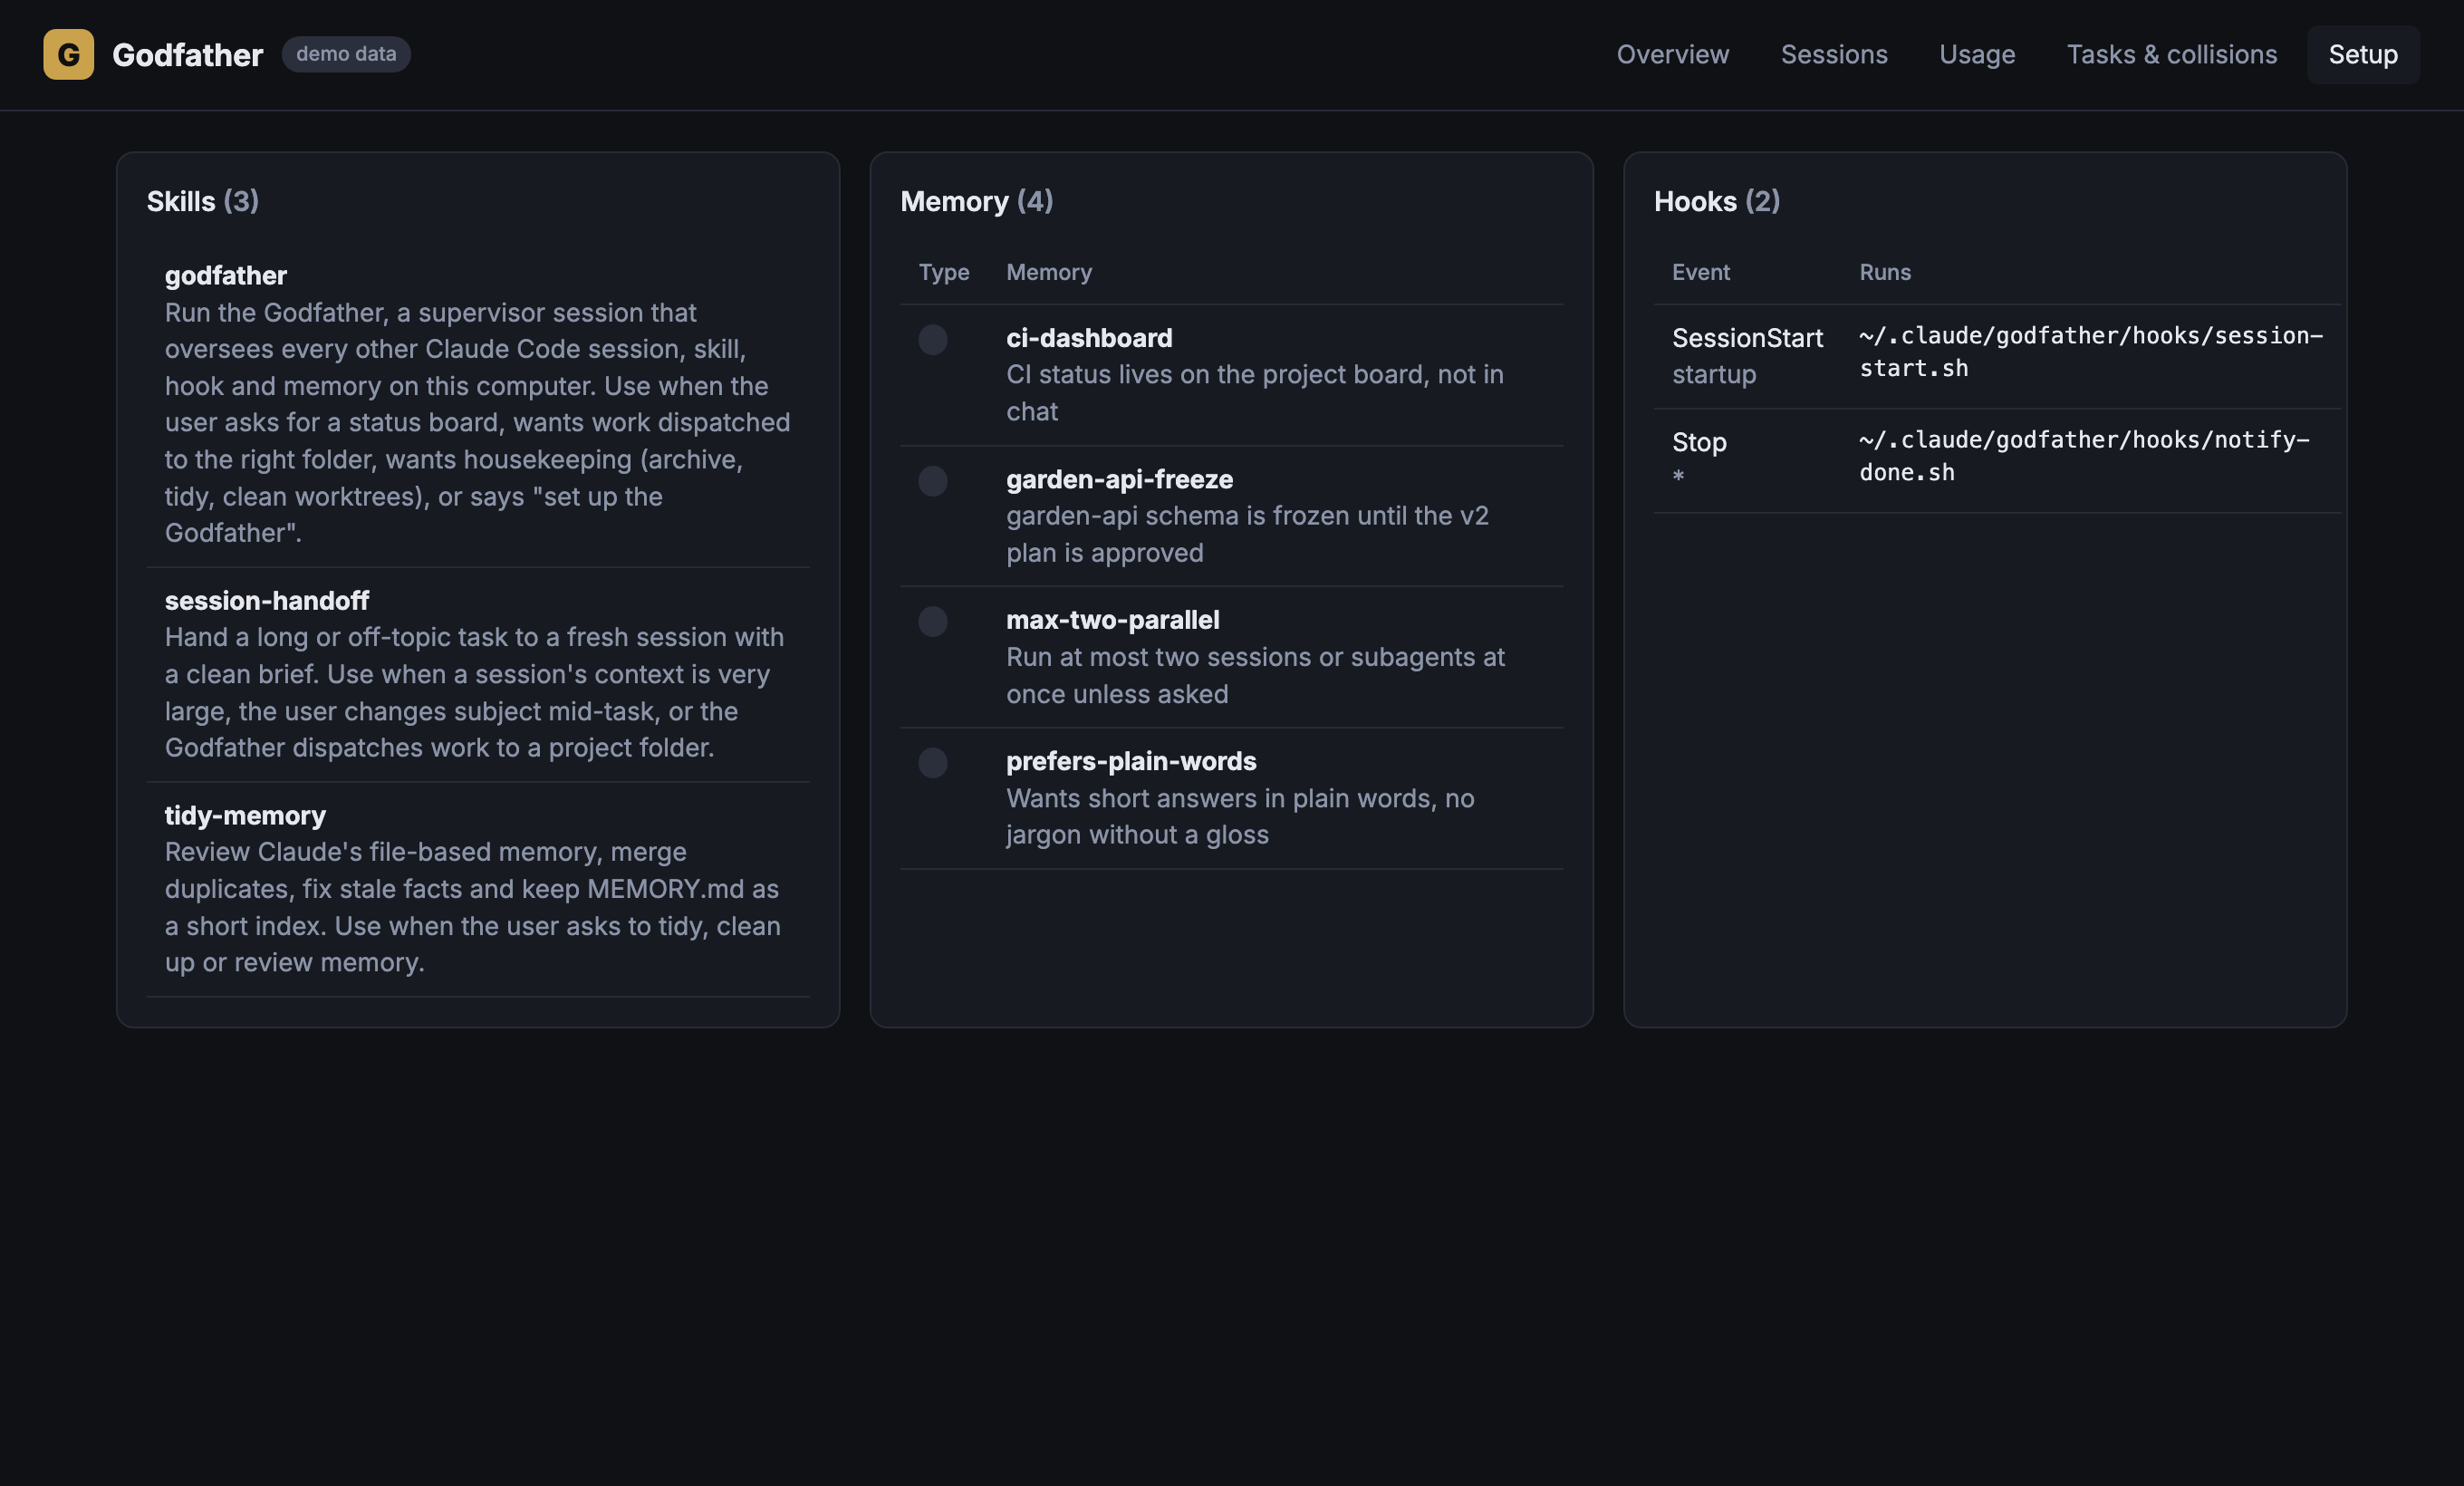 G Godfather demo data
Overview Sessions Usage Tasks & collisions Setup
Skills (3)
godfather
Run the Godfather, a supervisor session that
oversees every other Claude Code session, skill,
hook and memory on this computer. Use when the
user asks for a status board, wants work dispatched
to the right folder, wants housekeeping (archive,
tidy, clean worktrees), or says "set up the
Godfather".
session-handoff
Hand a long or off-topic task to a fresh session with
a clean brief. Use when a session's context is very
large, the user changes subject mid-task, or the
Godfather dispatches work to a project folder.
tidy-memory
Review Claude's file-based memory, merge
duplicates, fix stale facts and keep MEMORY.md as
a short index. Use when the user asks to tidy, clean
up or review memory.
Memory (4)
Type Memory
ci-dashboard
CI status lives on the project board, not in
chat
garden-api-freeze
garden-api schema is frozen until the v2
plan is approved
max-two-parallel
Run at most two sessions or subagents at
once unless asked
prefers-plain-words
Wants short answers in plain words, no
jargon without a gloss
Hooks (2)
Event Runs
SessionStart ~/.claude/godfather/hooks/session-
startup start.sh
Stop ~/.claude/godfather/hooks/notify-
* done.sh